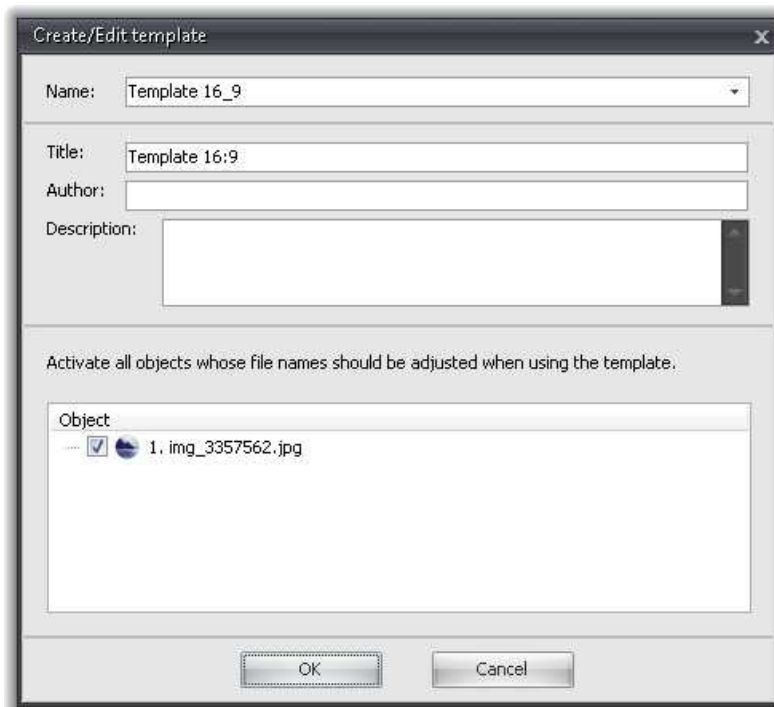 Create/Edit template
x
Name: Template 16_9
Title: Template 16:9
Author:
Description:
Activate all objects whose file names should be adjusted when using the template.
Object
1. img_3357562.jpg
OK Cancel